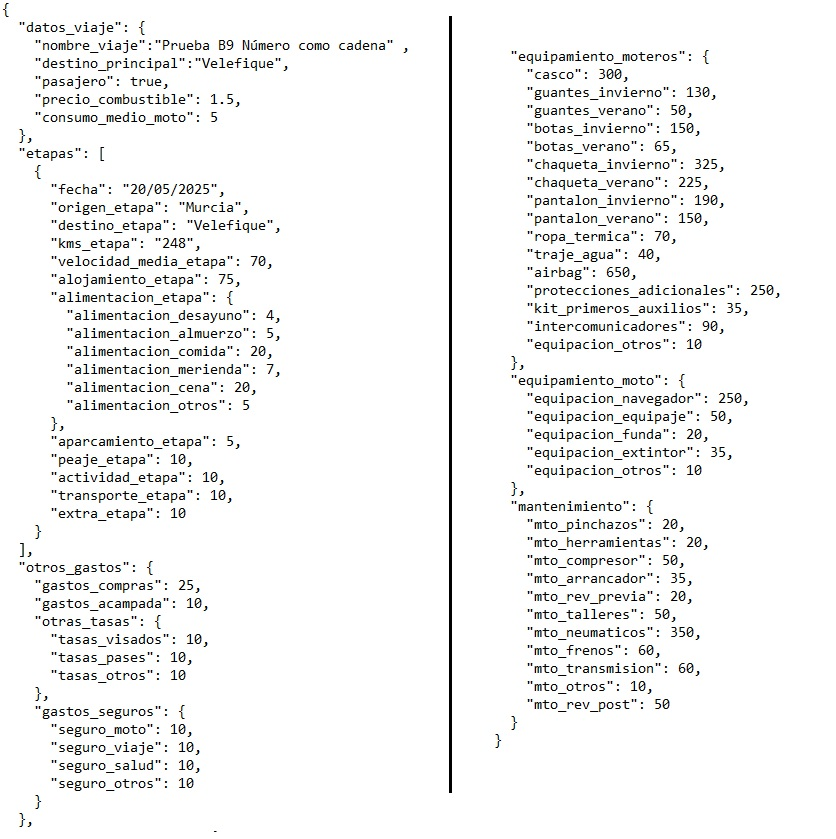 {
  "datos_viaje": {
    "nombre_viaje":"Prueba B9 Número como cadena" ,
    "destino_principal":"Velefique",
    "pasajero": true,
    "precio_combustible": 1.5,
    "consumo_medio_moto": 5
  },
  "etapas": [
    {
      "fecha": "20/05/2025",
      "origen_etapa": "Murcia",
      "destino_etapa": "Velefique",
      "kms_etapa": "248",
      "velocidad_media_etapa": 70,
      "alojamiento_etapa": 75,
      "alimentacion_etapa": {
        "alimentacion_desayuno": 4,
        "alimentacion_almuerzo": 5,
        "alimentacion_comida": 20,
        "alimentacion_merienda": 7,
        "alimentacion_cena": 20,
        "alimentacion_otros": 5
      },
      "aparcamiento_etapa": 5,
      "peaje_etapa": 10,
      "actividad_etapa": 10,
      "transporte_etapa": 10,
      "extra_etapa": 10
    }
  ],
  "otros_gastos": {
    "gastos_compras": 25,
    "gastos_acampada": 10,
    "otras_tasas": {
      "tasas_visados": 10,
      "tasas_pases": 10,
      "tasas_otros": 10
    },
    "gastos_seguros": {
      "seguro_moto": 10,
      "seguro_viaje": 10,
      "seguro_salud": 10,
      "seguro_otros": 10
    }
  },
  "equipamiento_moteros": {
    "casco": 300,
    "guantes_invierno": 130,
    "guantes_verano": 50,
    "botas_invierno": 150,
    "botas_verano": 65,
    "chaqueta_invierno": 325,
    "chaqueta_verano": 225,
    "pantalon_invierno": 190,
    "pantalon_verano": 150,
    "ropa_termica": 70,
    "traje_agua": 40,
    "airbag": 650,
    "protecciones_adicionales": 250,
    "kit_primeros_auxilios": 35,
    "intercomunicadores": 90,
    "equipacion_otros": 10
  },
  "equipamiento_moto": {
    "equipacion_navegador": 250,
    "equipacion_equipaje": 50,
    "equipacion_funda": 20,
    "equipacion_extintor": 35,
    "equipacion_otros": 10
  },
  "mantenimiento": {
    "mto_pinchazos": 20,
    "mto_herramientas": 20,
    "mto_compresor": 50,
    "mto_arrancador": 35,
    "mto_rev_previa": 20,
    "mto_talleres": 50,
    "mto_neumaticos": 350,
    "mto_frenos": 60,
    "mto_transmision": 60,
    "mto_otros": 10,
    "mto_rev_post": 50
  }
}